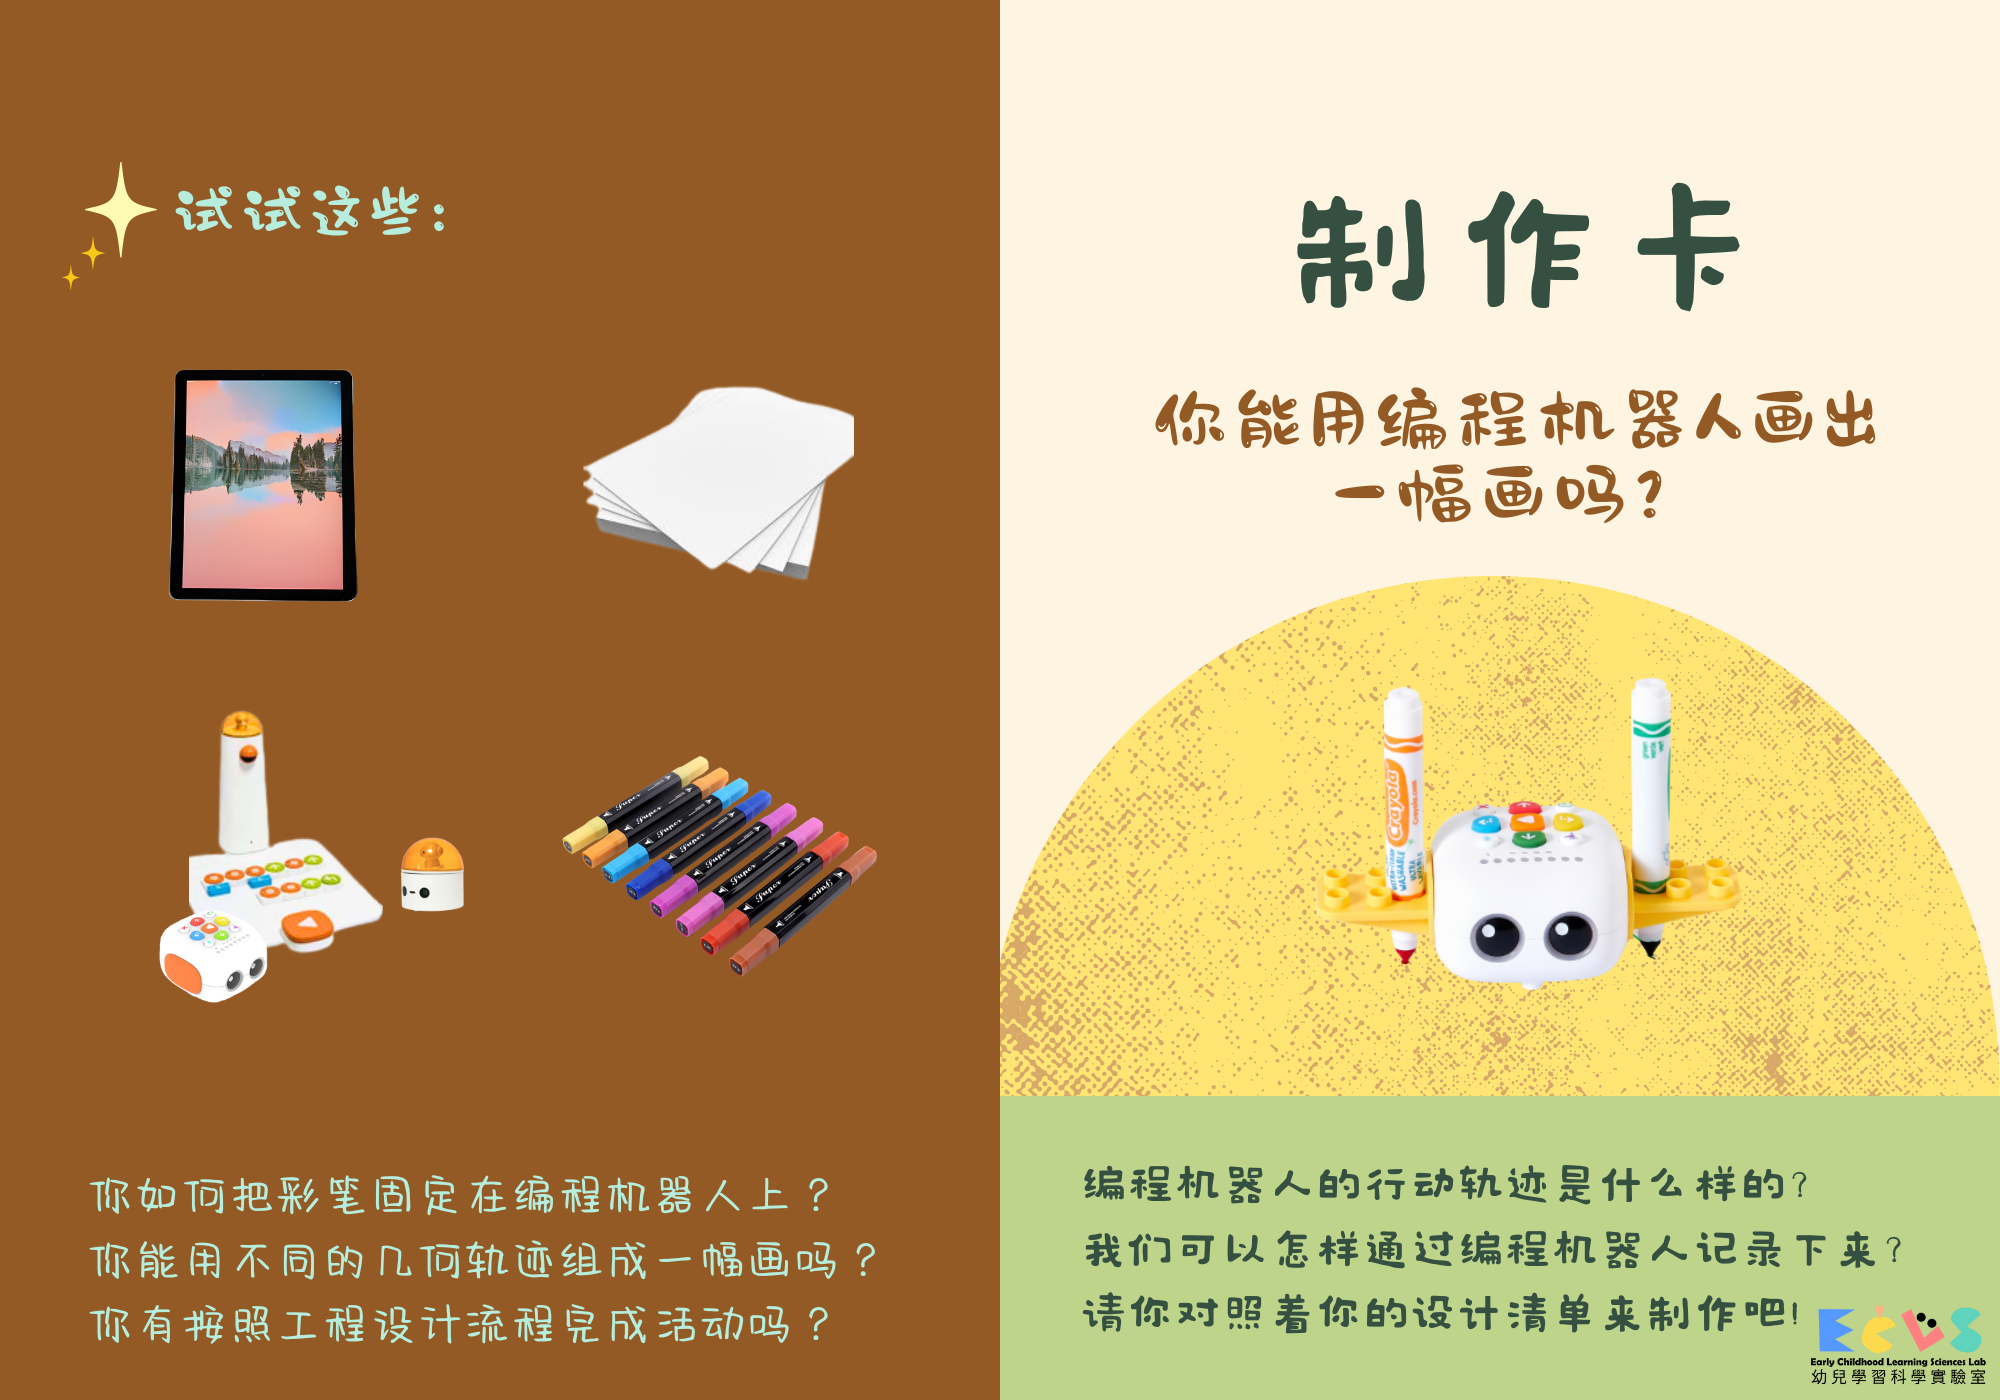 试试这些：
你如何把彩笔固定在编程机器人上？
你能用不同的几何轨迹组成一幅画吗？
你有按照工程设计流程完成活动吗？
制作卡
你能用编程机器人画出
一幅画吗？
Crayola
编程机器人的行动轨迹是什么样的？
我们可以怎样通过编程机器人记录下来？
请你对照着你的设计清单来制作吧！
ECLS
Early Childhood Learning Sciences Lab
幼兒學習科學實驗室